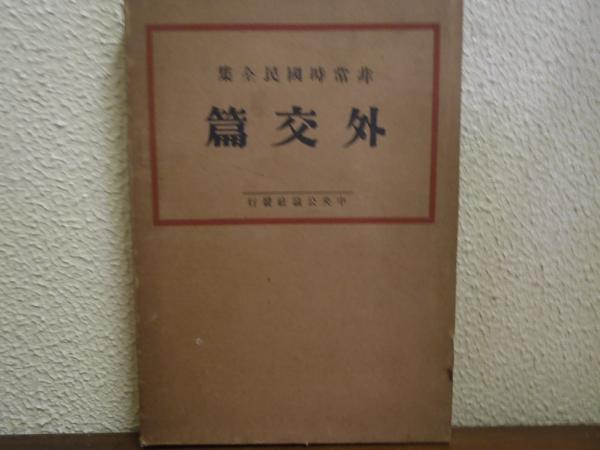 非常時國民全集
外交篇
中央公論社發行